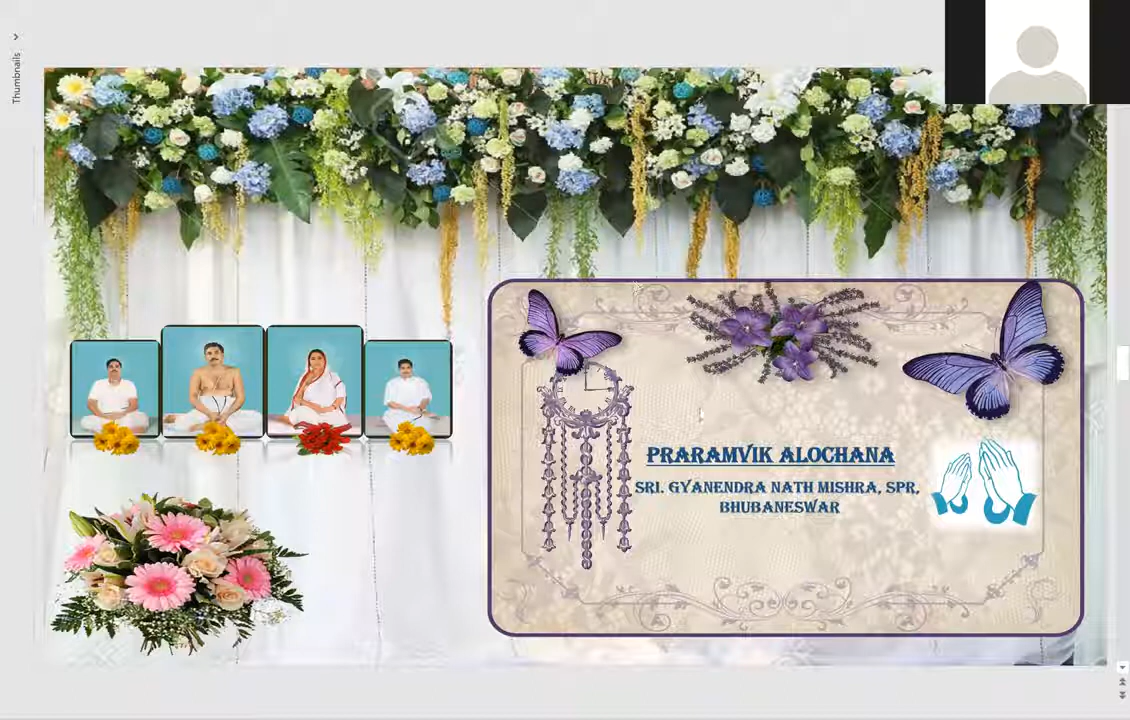 Thumbnails
PRARAMVIK ALOCHANA
SRI. GYANENDRA NATH MISHRA, SPR,
BHUBANESWAR